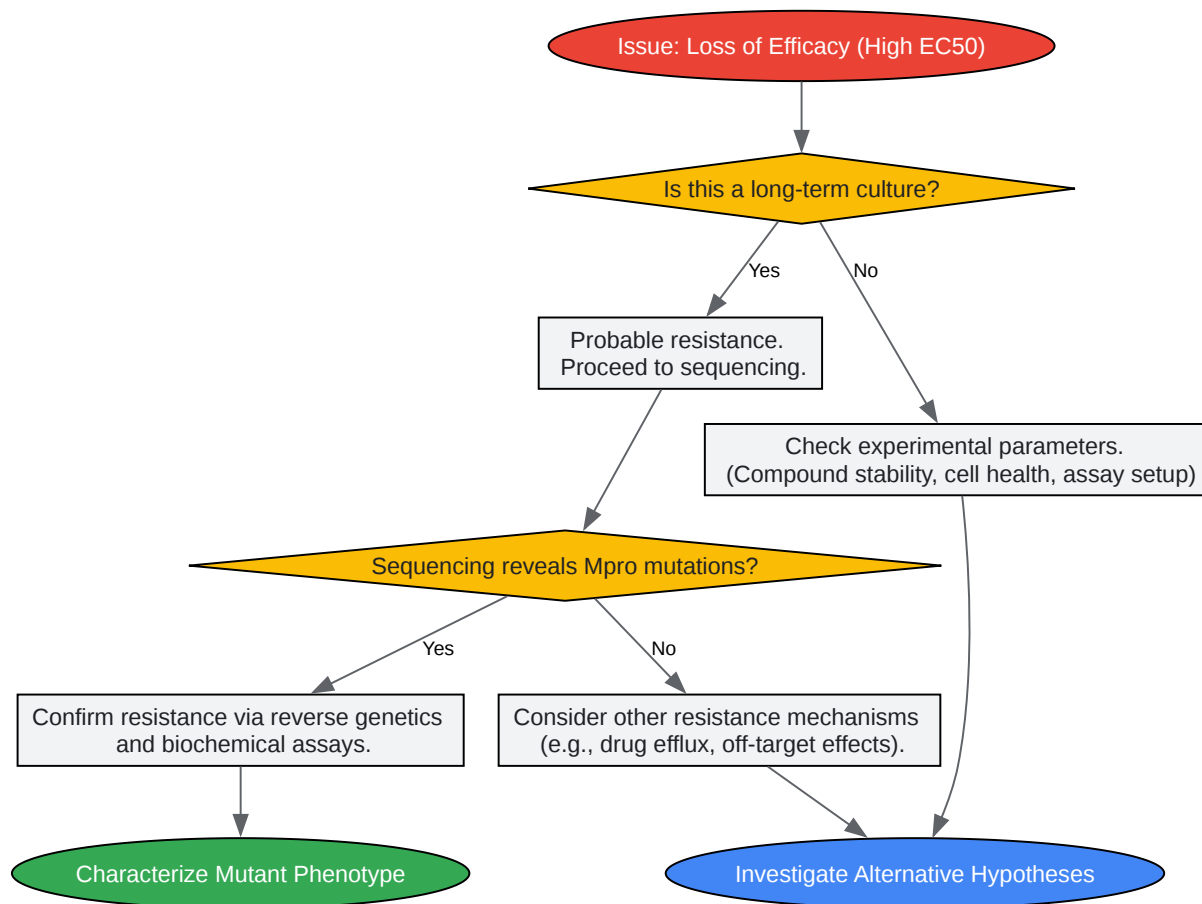 Issue: Loss of Efficacy (High EC50)
Is this a long-term culture?
Yes
No
Probable resistance.
Proceed to sequencing.
Check experimental parameters.
(Compound stability, cell health, assay setup)
Sequencing reveals Mpro mutations?
Yes
No
Confirm resistance via reverse genetics
and biochemical assays.
Consider other resistance mechanisms
(e.g., drug efflux, off-target effects).
Characterize Mutant Phenotype
Investigate Alternative Hypotheses